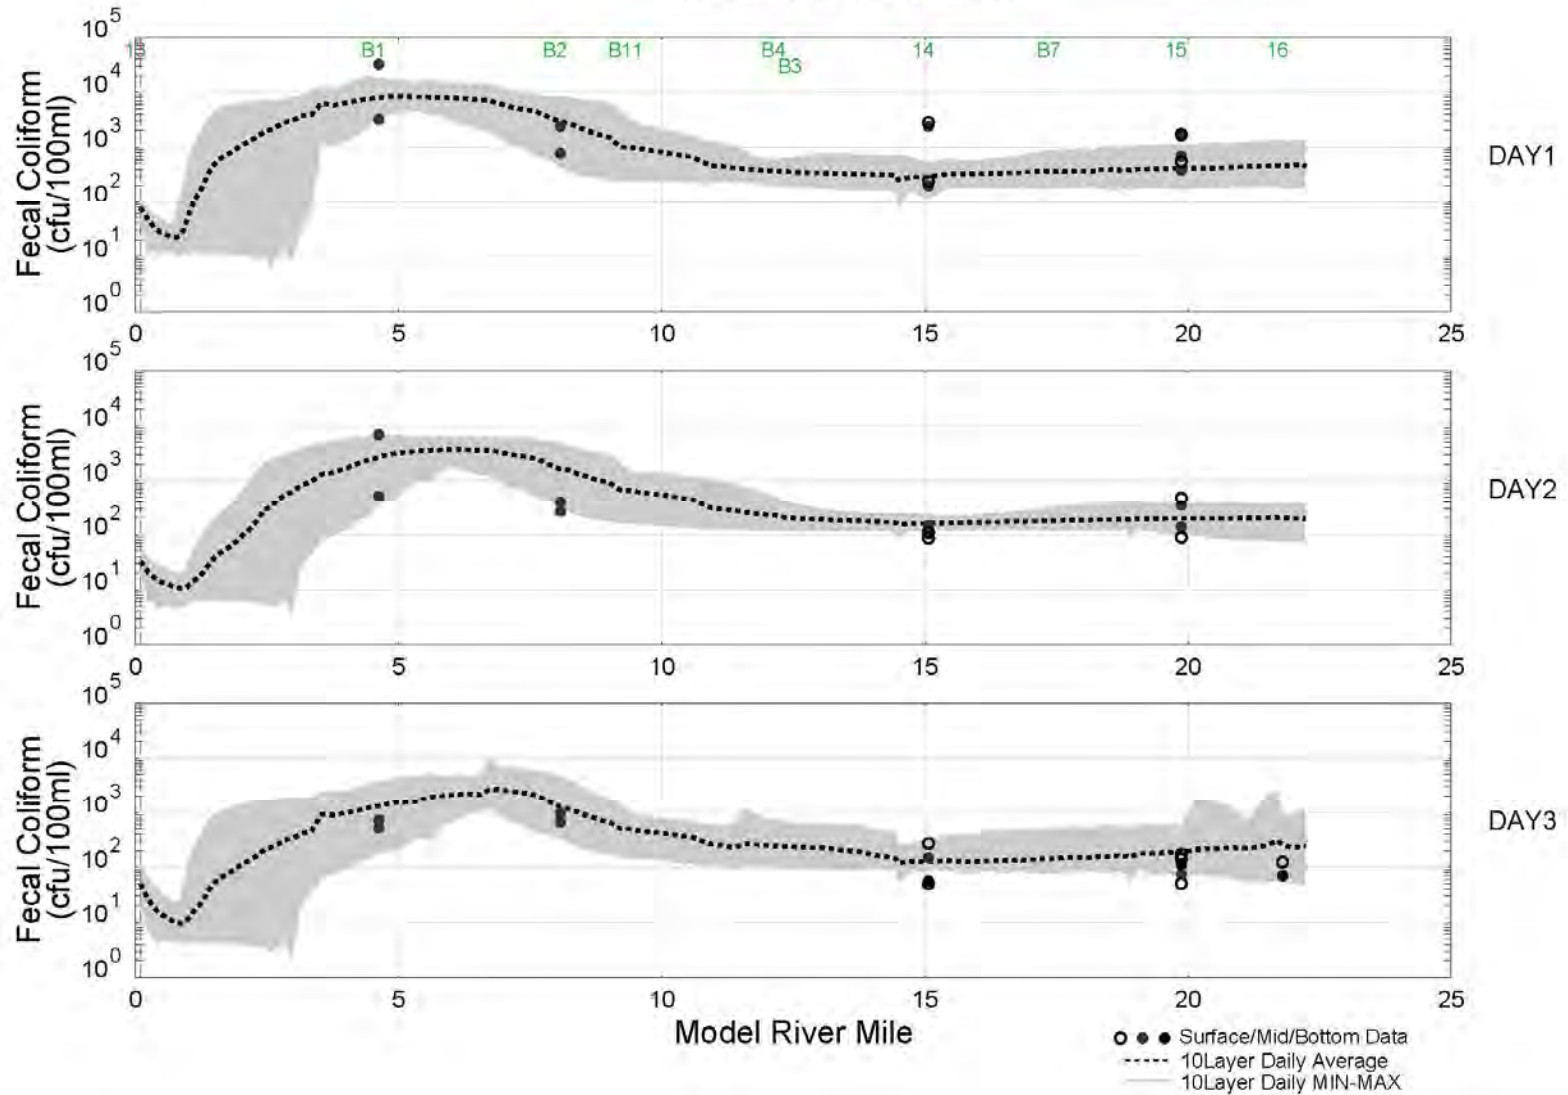 10^5
B1 B2 B11 B4 14 B7 15 16
B3
10^4
10^3
10^2
10^1
10^0
Fecal Coliform
(cfu/100ml)
DAY1
0 5 10 15 20 25
10^5
10^4
10^3
10^2
10^1
10^0
Fecal Coliform
(cfu/100ml)
DAY2
0 5 10 15 20 25
10^5
10^4
10^3
10^2
10^1
10^0
Fecal Coliform
(cfu/100ml)
DAY3
0 5 10 15 20 25
Model River Mile
Surface/Mid/Bottom Data
10Layer Daily Average
10Layer Daily MIN-MAX